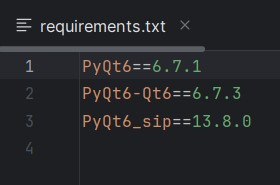 requirements.txt
1 PyQt6==6.7.1
2 PyQt6-Qt6==6.7.3
3 PyQt6_sip==13.8.0
4